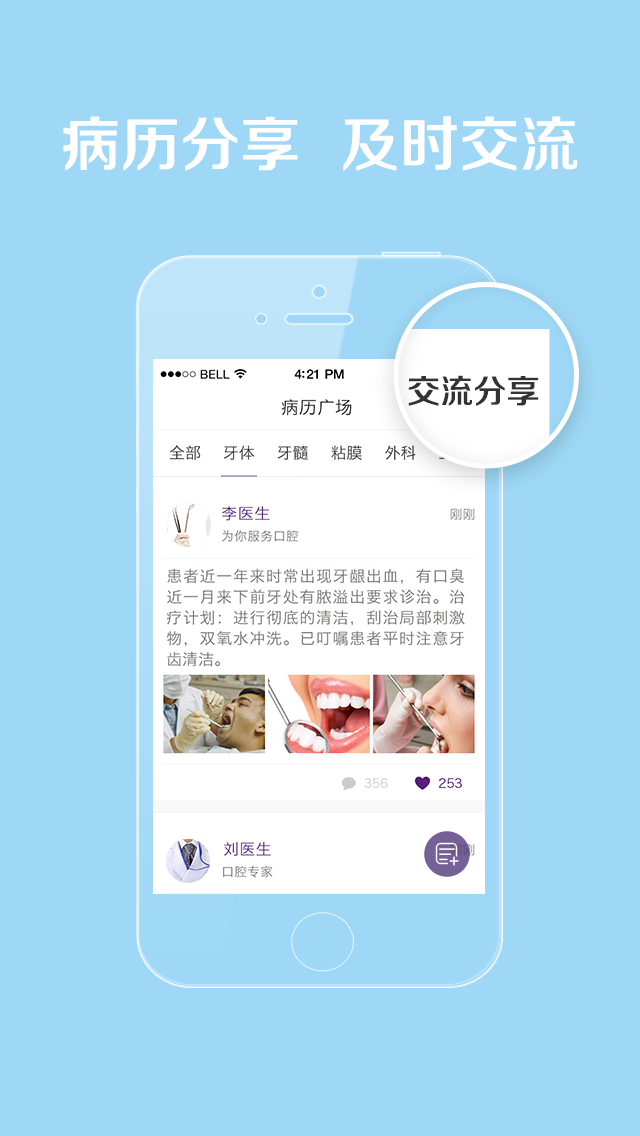 病历分享 及时交流
BELL 4:21 PM
交流分享
病历广场
全部 牙体 牙髓 粘膜 外科
李医生 刚刚
为你服务口腔
患者近一年来时常出现牙龈出血，有口臭
近一月来下前牙处有脓溢出要求诊治。治
疗计划：进行彻底的清洁，刮治局部刺激
物，双氧水冲洗。已叮嘱患者平时注意牙
齿清洁。
356 253
刘医生 刚
口腔专家